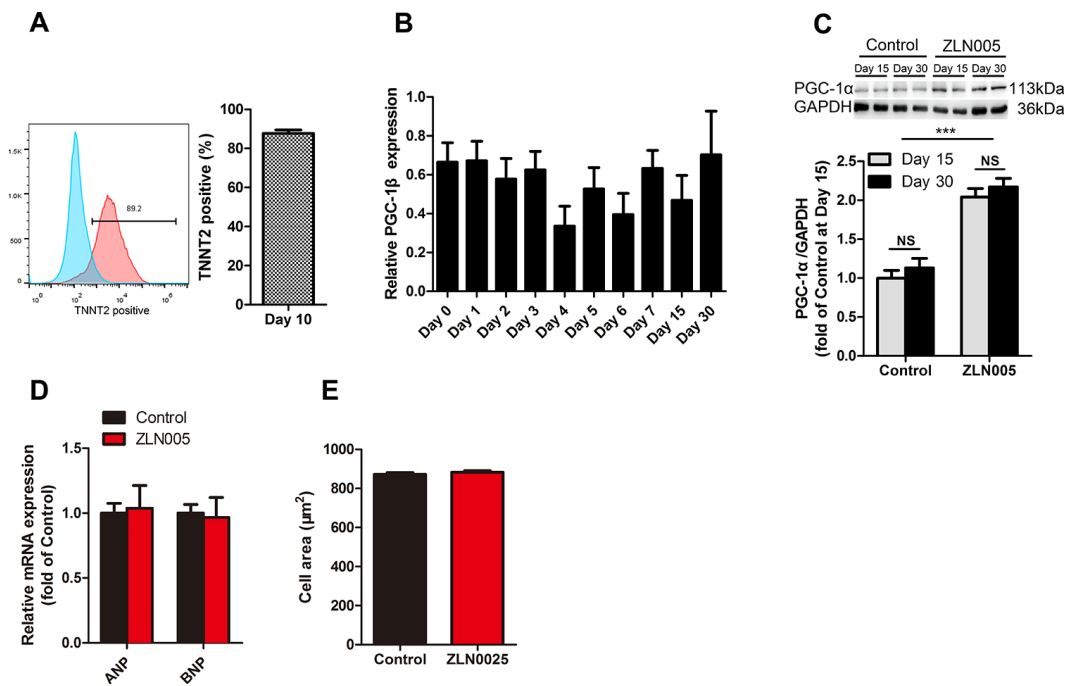 A
1.5K
1.0K
500
0
89.2
10⁰ 10² 10⁴ 10⁶
TNNT2 positive
TNNT2 positive (%)
100
80
60
40
20
0
Day 10
B
Relative PGC-1β expression
1.0
0.8
0.6
0.4
0.2
0.0
Day 0 Day 1 Day 2 Day 3 Day 4 Day 5 Day 6 Day 7 Day 15 Day 30
C
Control ZLN005
Day 15 Day 30 Day 15 Day 30
PGC-1α 113kDa
GAPDH 36kDa
***
Day 15
Day 30
NS
NS
PGC-1α /GAPDH
(fold of Control at Day 15)
2.5
2.0
1.5
1.0
0.5
0.0
Control ZLN005
D
Control
ZLN005
Relative mRNA expression
(fold of Control)
1.5
1.0
0.5
0.0
ANP BNP
E
Cell area (µm²)
1000
800
600
400
200
0
Control ZLN0025